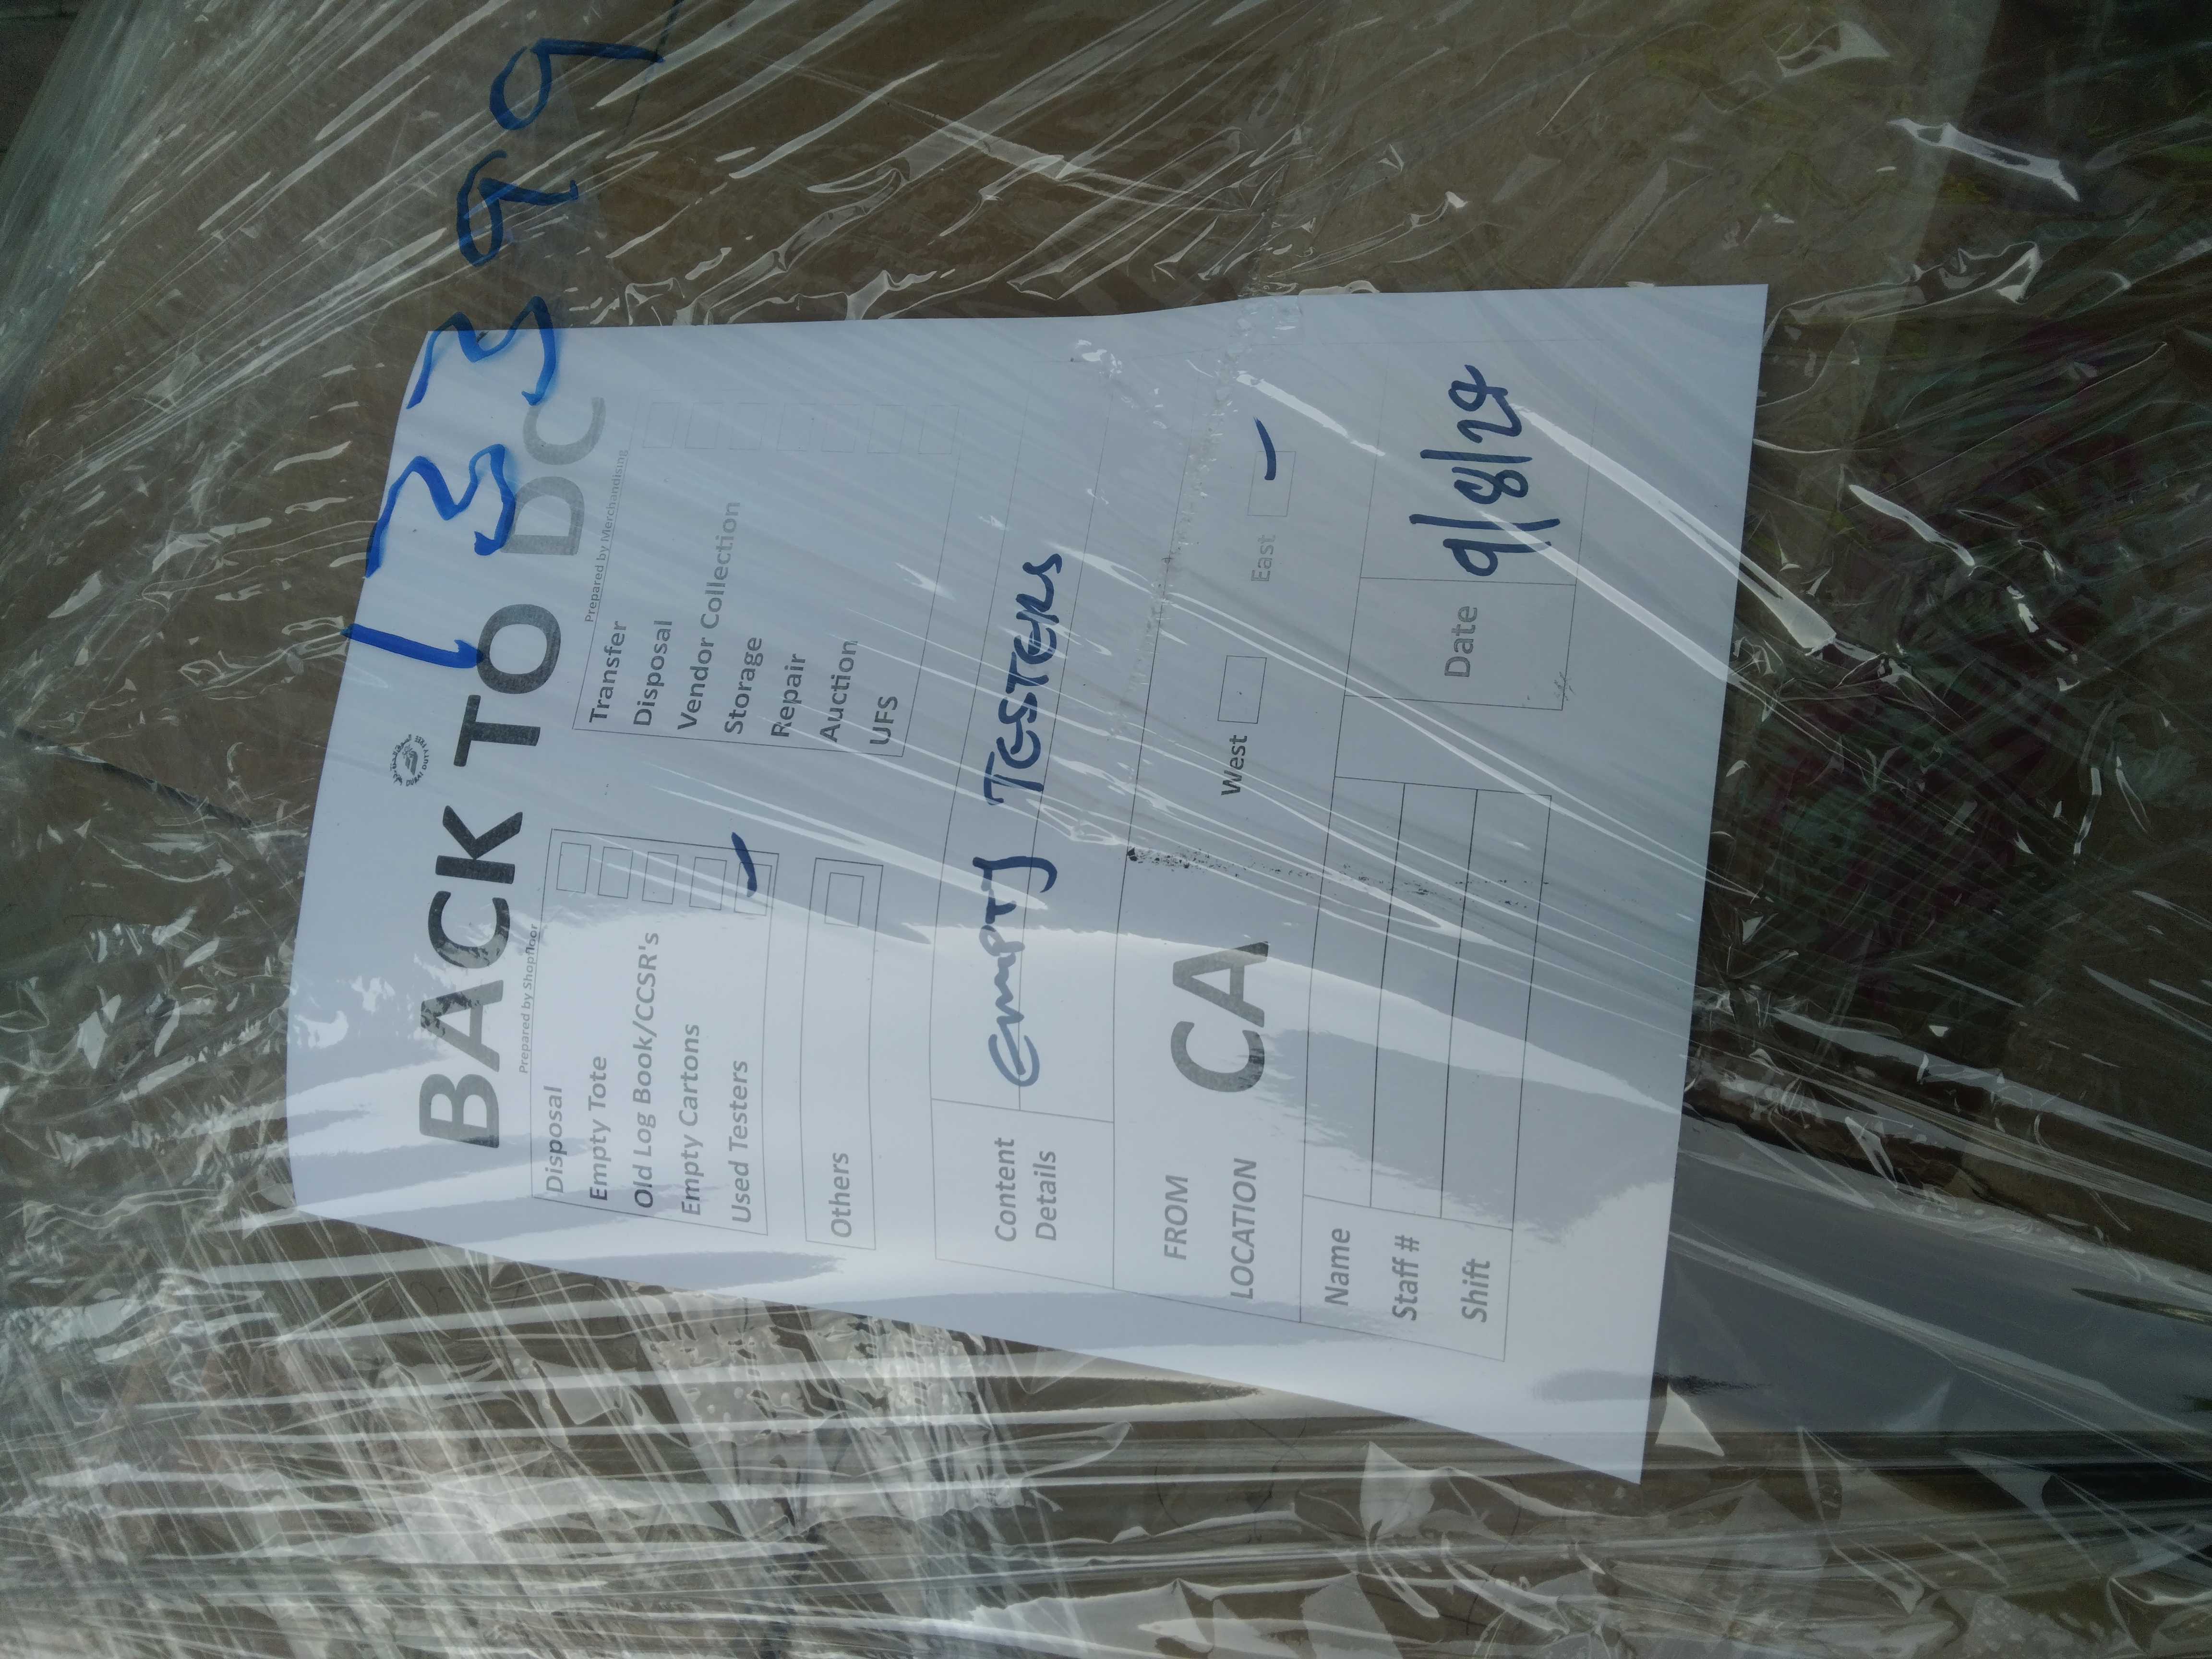 13399
BACK TO DC
Prepared by Shopfloor
Prepared by Merchandising
Disposal
Empty Tote
Old Log Book/CCSR's
Empty Cartons
Used Testers
Transfer
Disposal
Vendor Collection
Storage
Repair
Auction
UFS
Others
Content Details
Empty TESTERS
FROM LOCATION
CA
West
East
Name
Staff #
Shift
Date
9/8/24